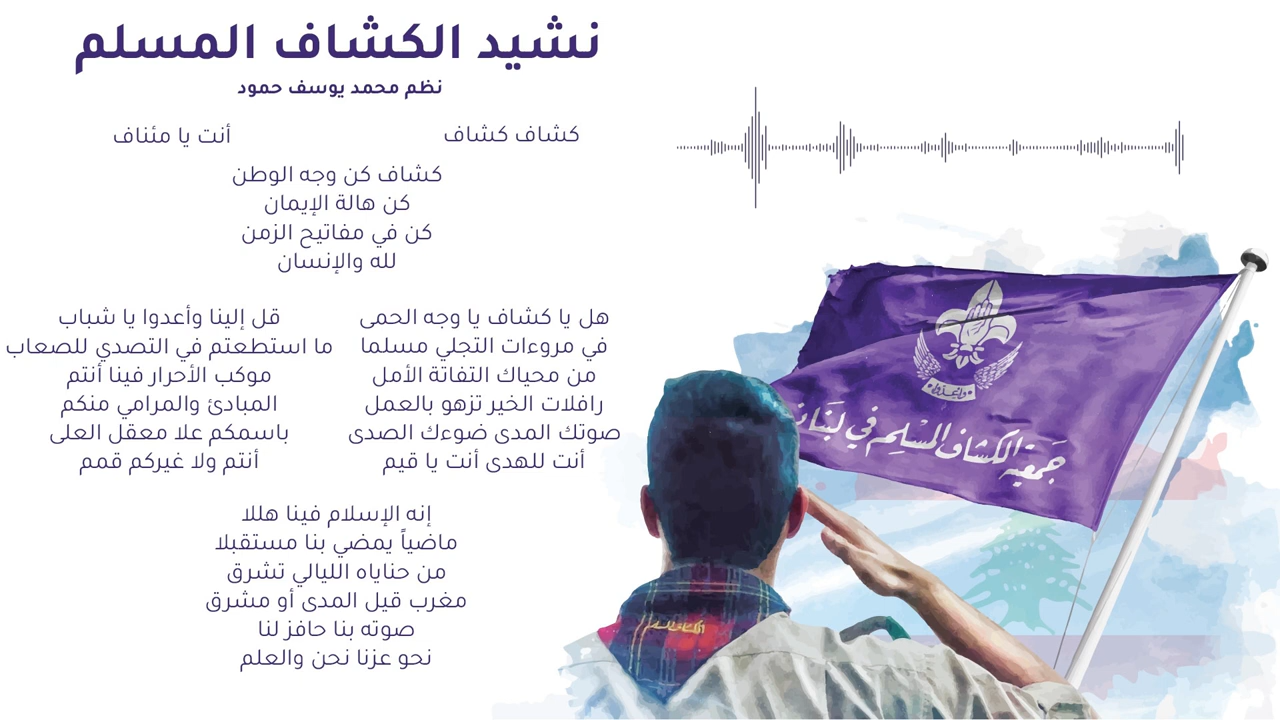 نشيد الكشاف المسلم
نظم محمد يوسف حمود
كشاف كشاف
أنت يا مئناف
كشاف كن وجه الوطن
كن هالة الإيمان
كن في مفاتيح الزمن
لله والإنسان
هل يا كشاف يا وجه الحمى
في مروءات التجلي مسلما
من محياك التفاتة الأمل
رافلات الخير تزهو بالعمل
صوتك المدى ضوءك الصدى
أنت للهدى أنت يا قيم
قل إلينا وأعدوا يا شباب
ما استطعتم في التصدي للصعاب
موكب الأحرار فينا أنتم
المبادئ والمرامي منكم
باسمكم علا معقل العلى
أنتم ولا غيركم قمم
إنه الإسلام فينا هللا
ماضياً يمضي بنا مستقبلا
من حناياه الليالي تشرق
مغرب قيل المدى أو مشرق
صوته بنا حافز لنا
نحو عزنا نحن والعلم
وأعدوا
جمعية الكشاف المسلم في لبنان